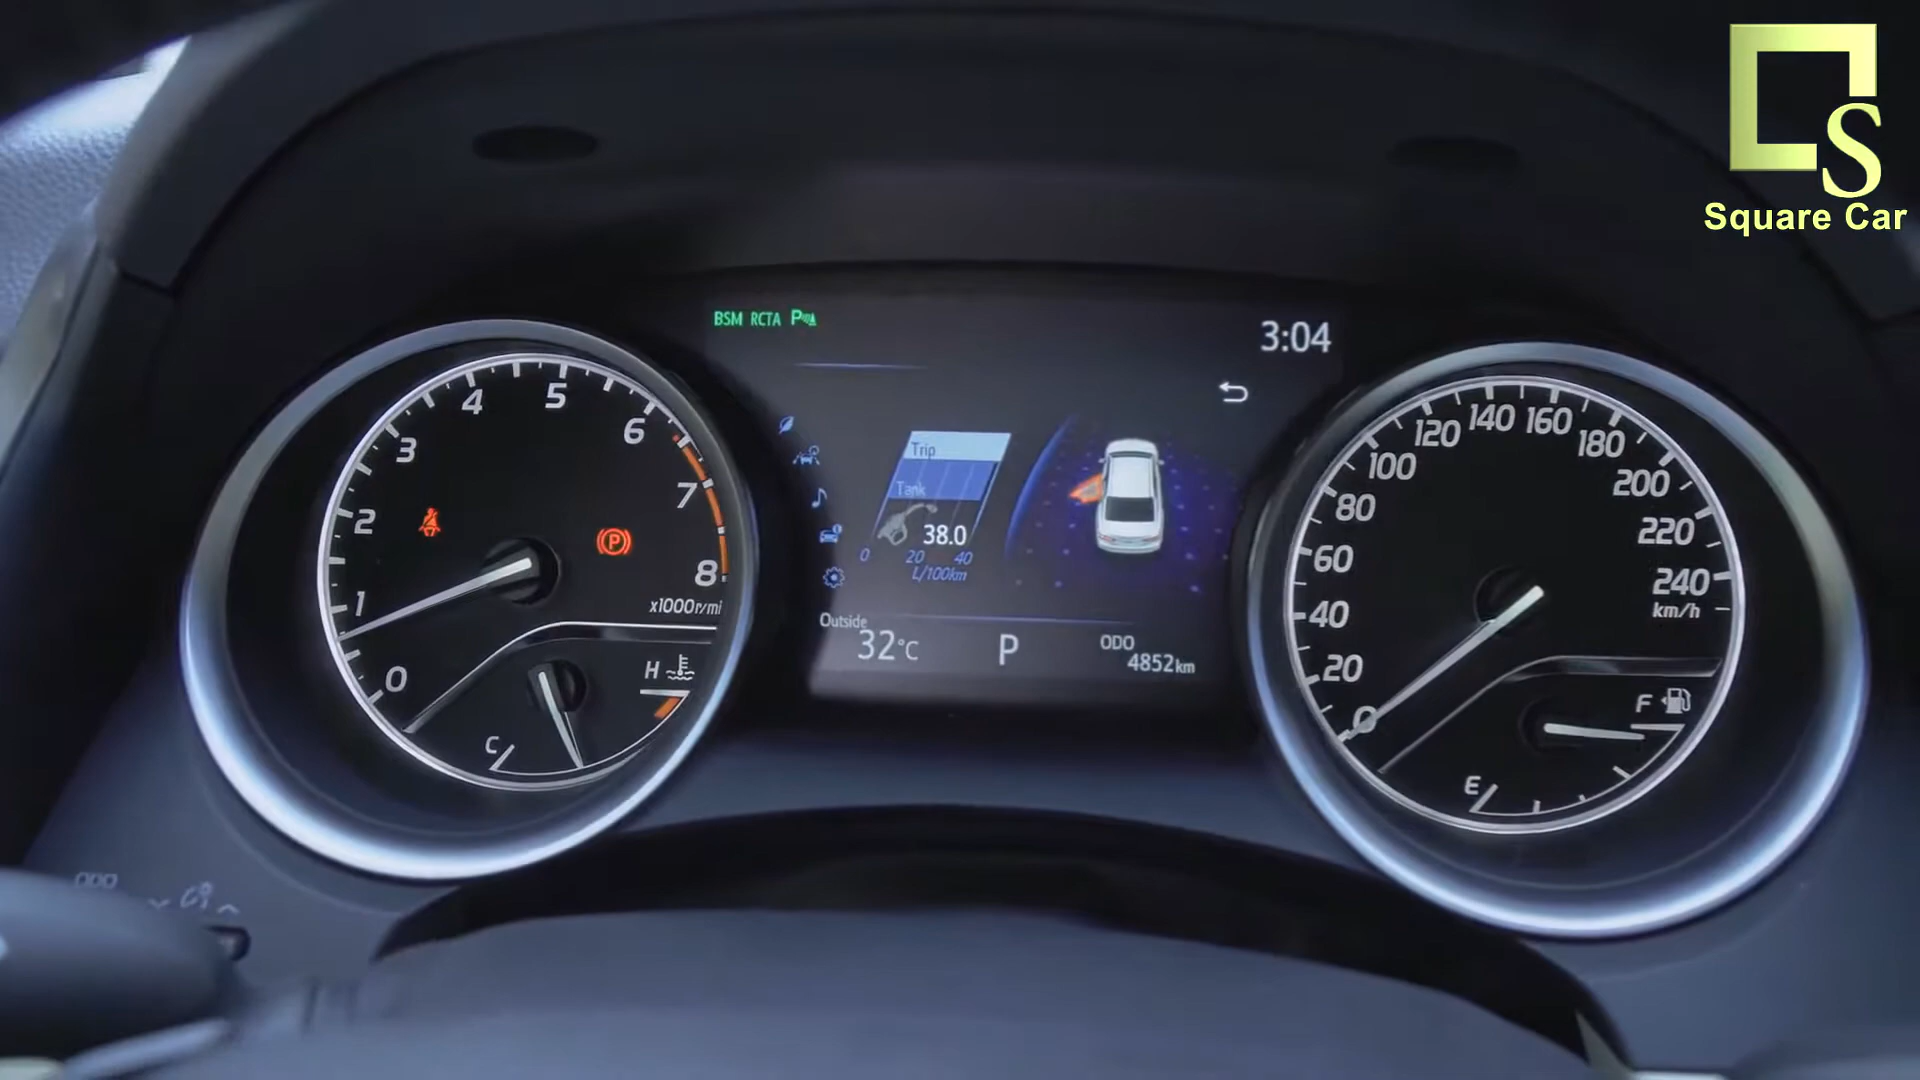 S
Square Car
BSM RCTA P
3:04
0 1 2 3 4 5 6 7 8
x1000r/mi
H
C
Trip
Tank
38.0
0 20 40
L/100km
Outside
32°C
P
ODO
4852km
0 20 40 60 80 100 120 140 160 180 200 220 240
km/h
F
E
P
ODO